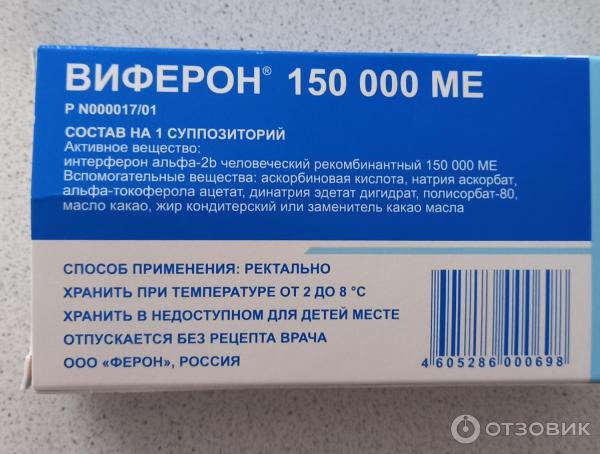 ВИФЕРОН® 150 000 МЕ
Р N000017/01
СОСТАВ НА 1 СУППОЗИТОРИЙ
Активное вещество:
интерферон альфа-2b человеческий рекомбинантный 150 000 МЕ
Вспомогательные вещества: аскорбиновая кислота, натрия аскорбат,
альфа-токоферола ацетат, динатрия эдетат дигидрат, полисорбат-80,
масло какао, жир кондитерский или заменитель какао масла
СПОСОБ ПРИМЕНЕНИЯ: РЕКТАЛЬНО
ХРАНИТЬ ПРИ ТЕМПЕРАТУРЕ ОТ 2 ДО 8 °С
ХРАНИТЬ В НЕДОСТУПНОМ ДЛЯ ДЕТЕЙ МЕСТЕ
ОТПУСКАЕТСЯ БЕЗ РЕЦЕПТА ВРАЧА
ООО «ФЕРОН», РОССИЯ
4 605286 000698
ОТЗОВИК